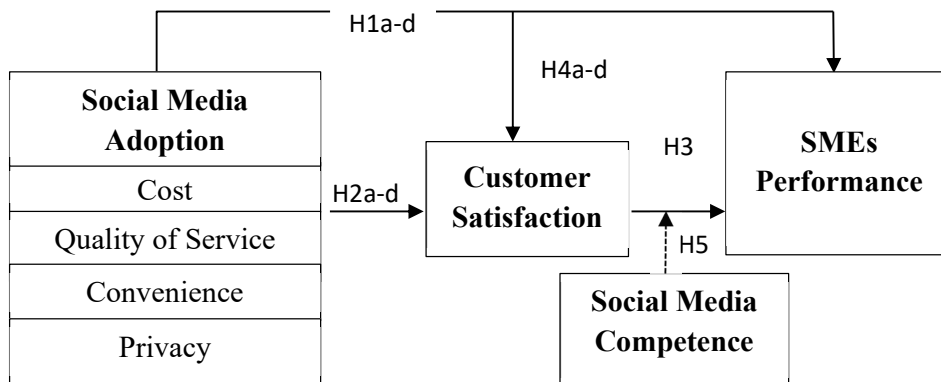 H1a-d
H4a-d
Social Media
Adoption
Cost
Quality of Service
Convenience
Privacy
H2a-d
Customer
Satisfaction
H3
H5
SMEs
Performance
Social Media
Competence